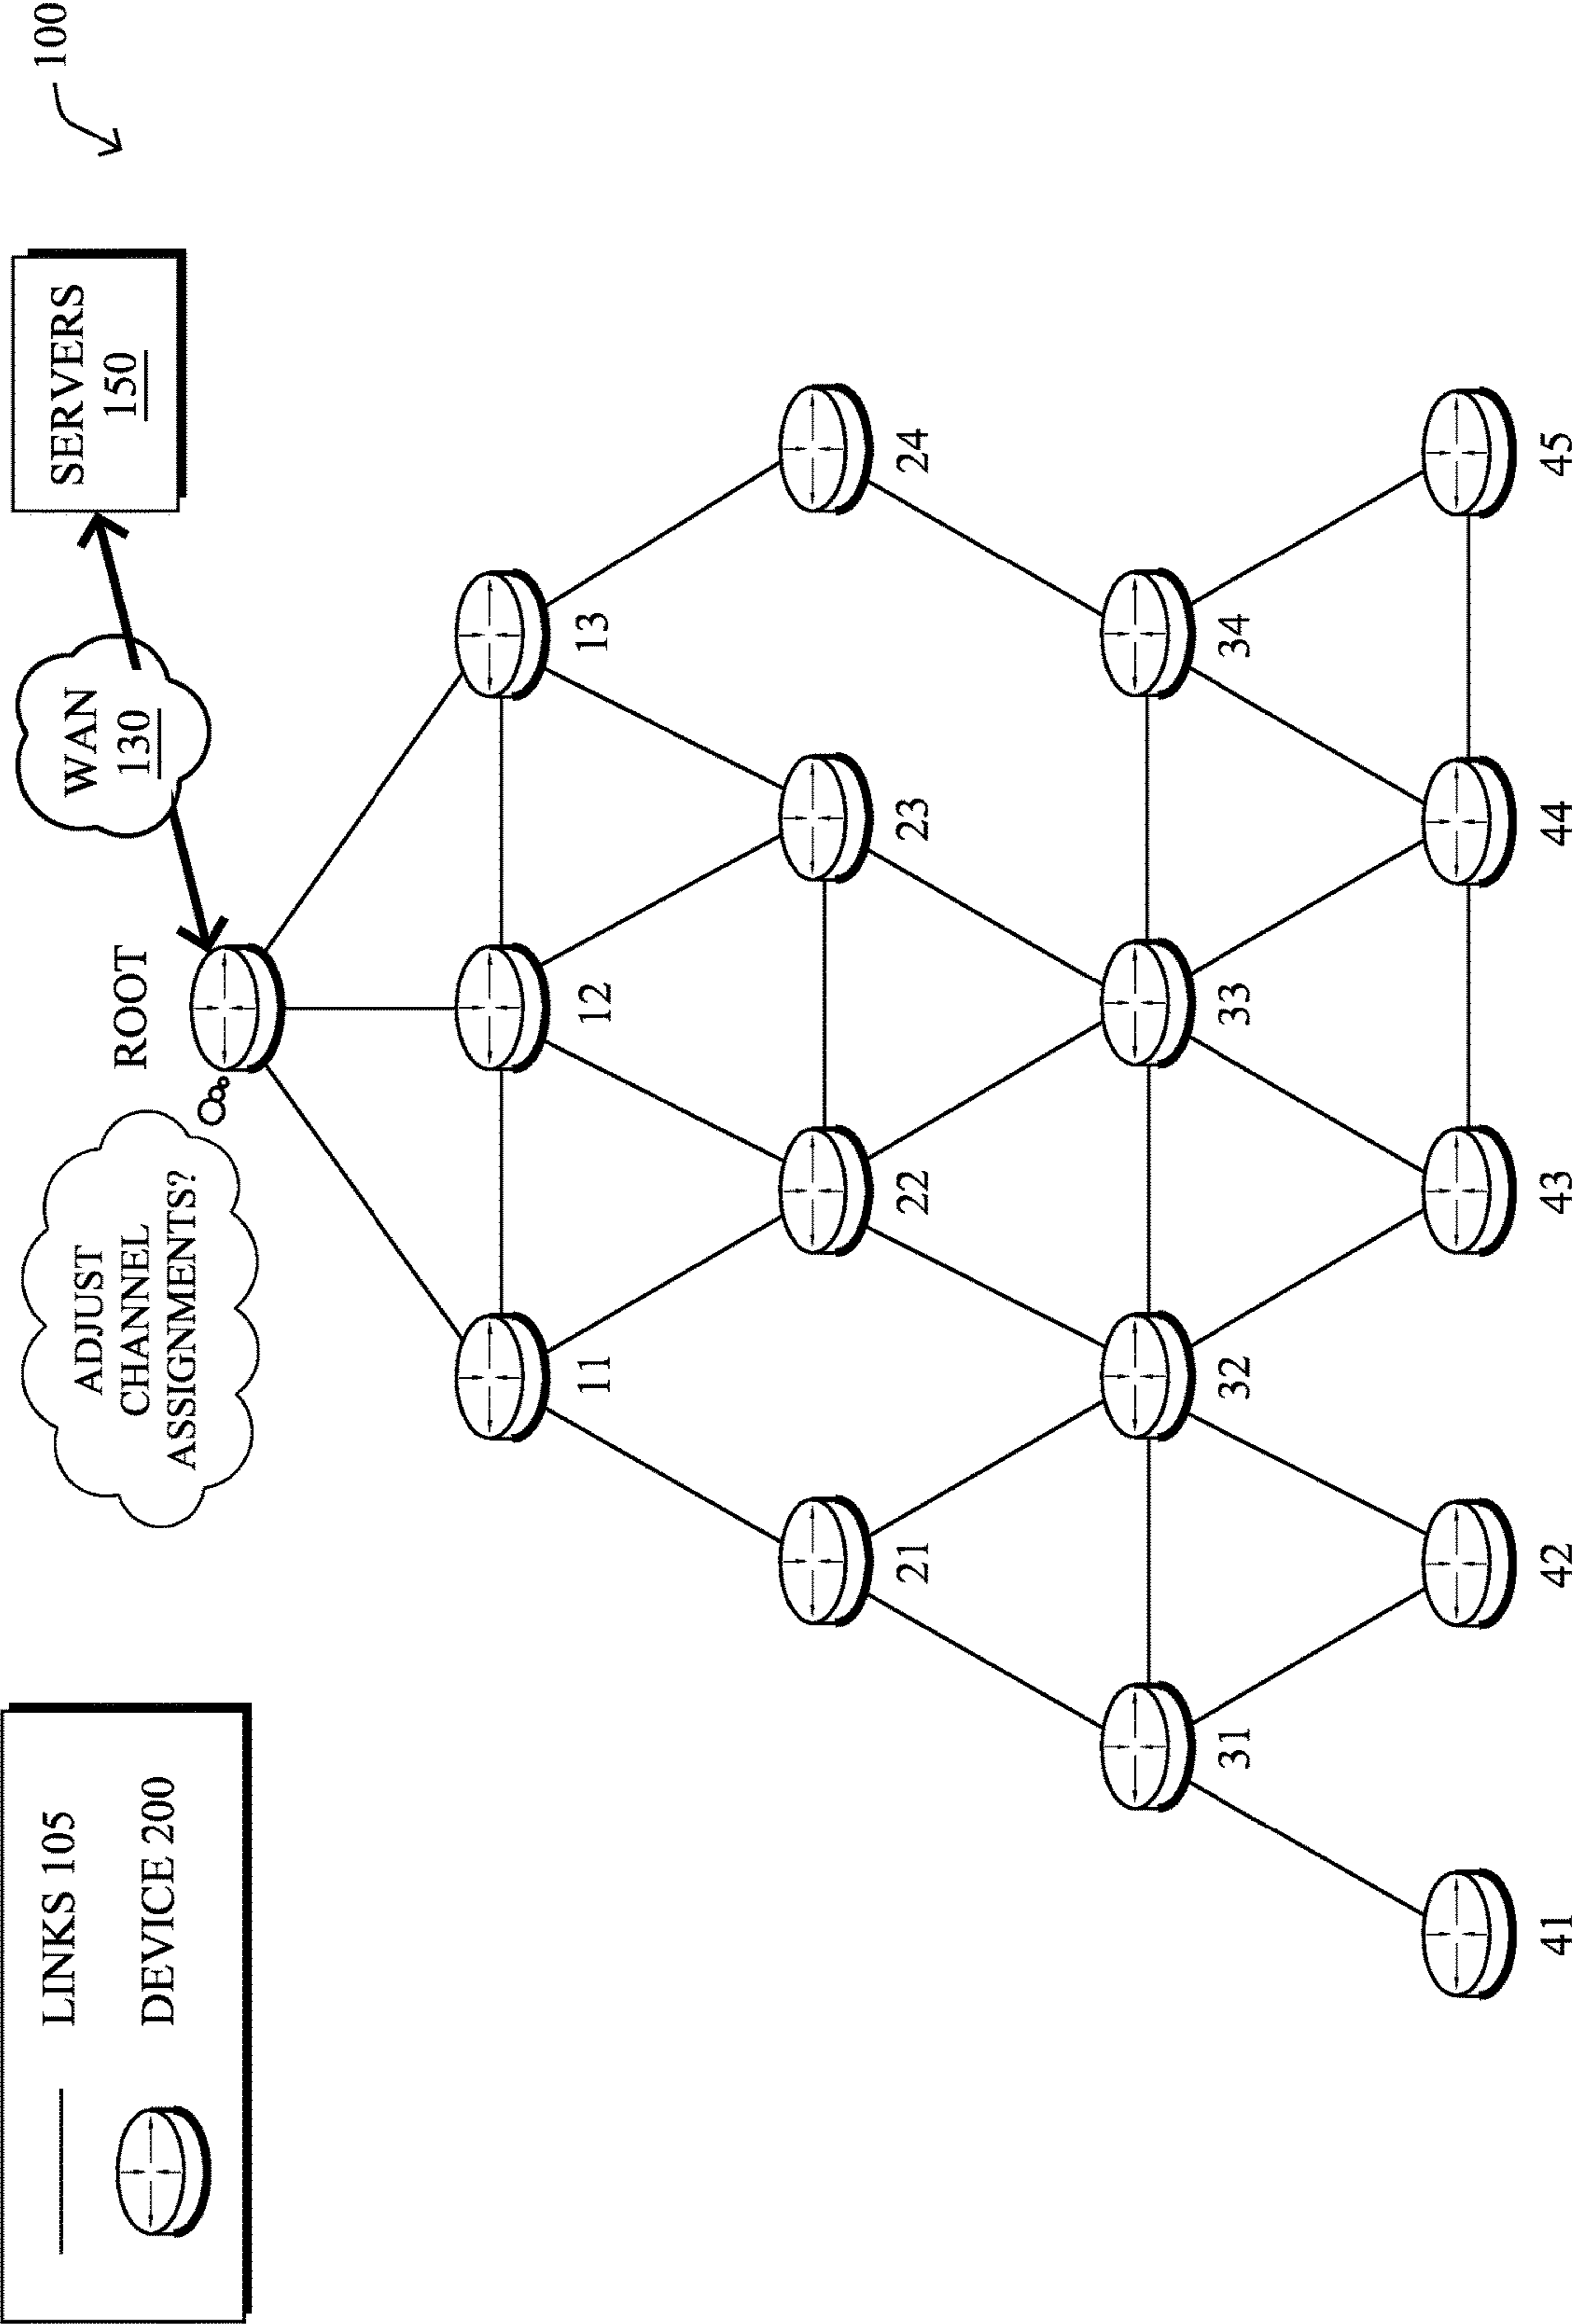 100
SERVERS
150
WAN
130
ROOT
ADJUST
CHANNEL
ASSIGNMENTS?
LINKS 105
DEVICE 200
11
12
13
21
22
23
24
31
32
33
34
41
42
43
44
45